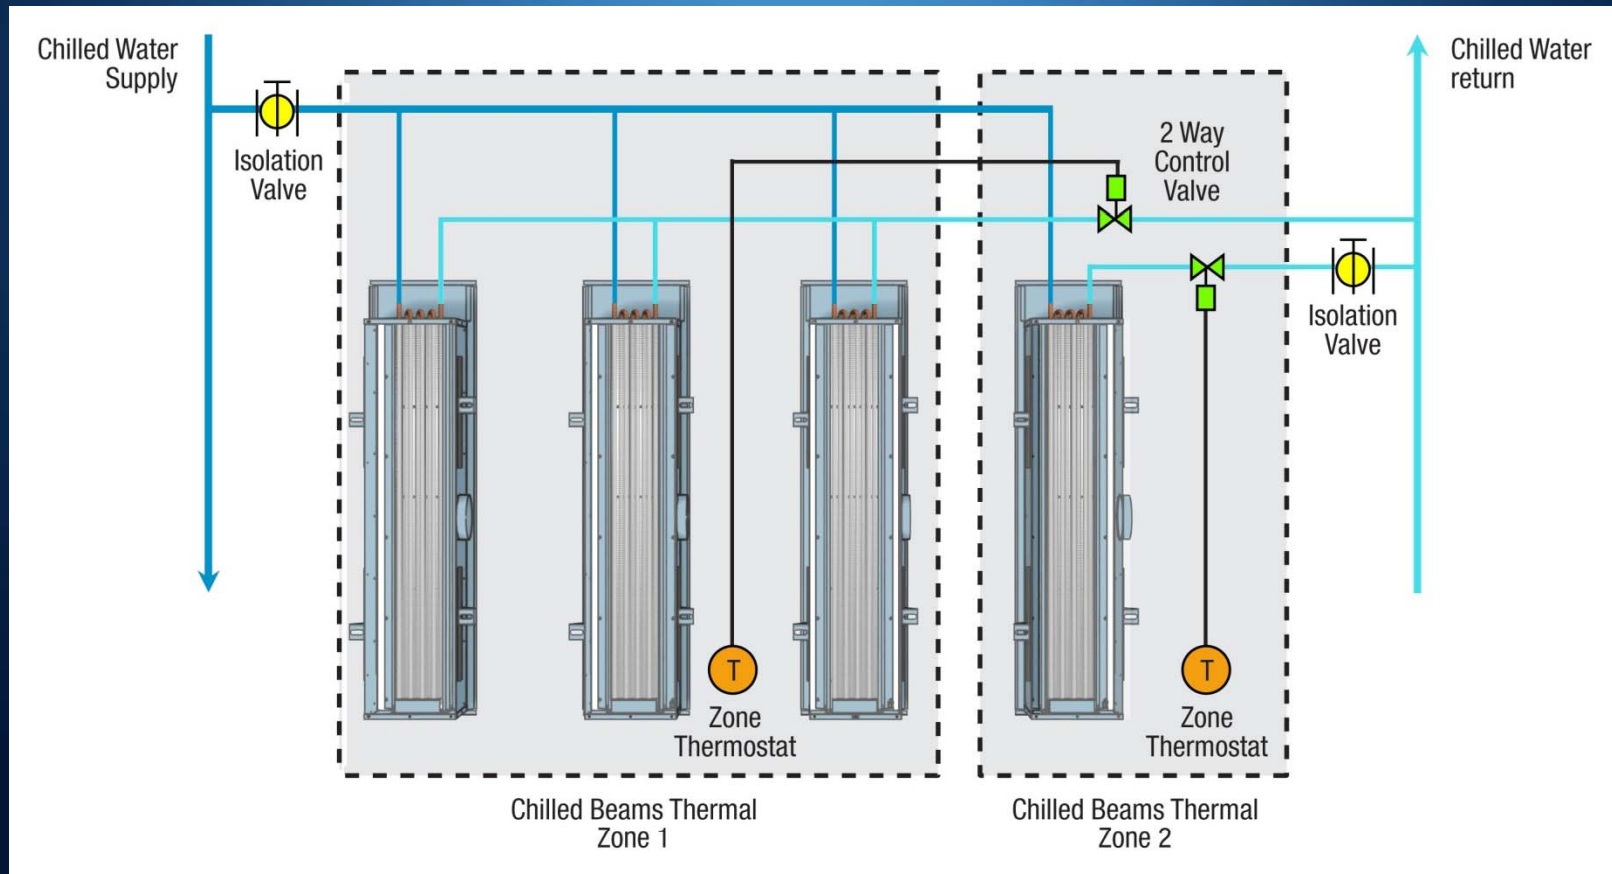 Chilled Water
Supply
Chilled Water
return
Isolation
Valve
2 Way
Control
Valve
Isolation
Valve
T
Zone
Thermostat
T
Zone
Thermostat
Chilled Beams Thermal
Zone 1
Chilled Beams Thermal
Zone 2